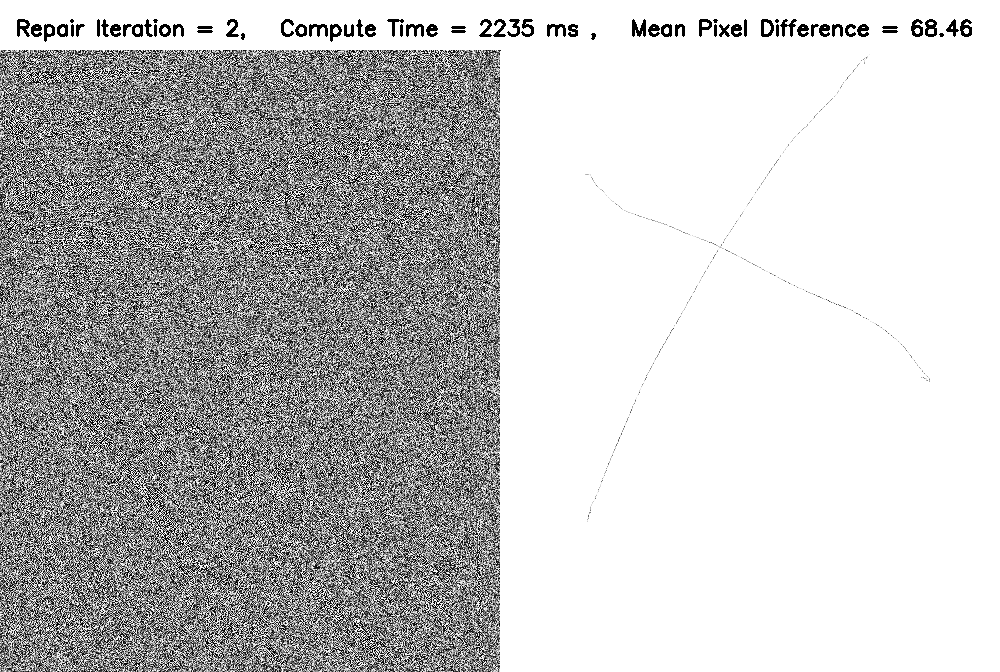 Repair Iteration = 2, Compute Time = 2235 ms , Mean Pixel Difference = 68.46